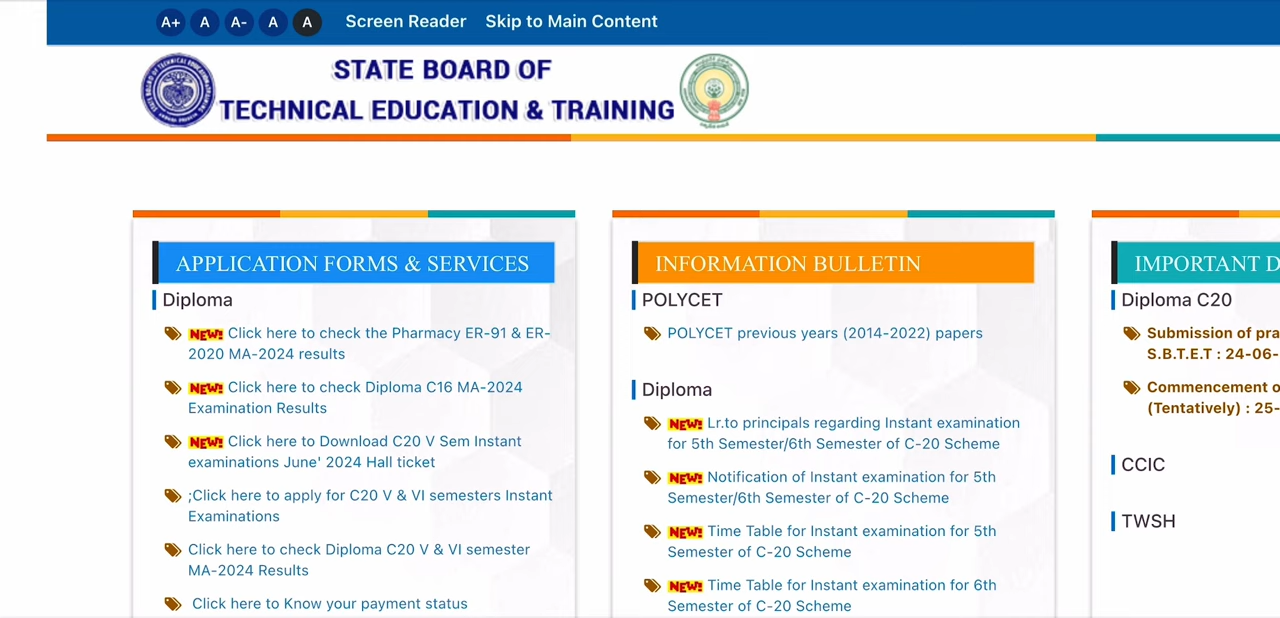 A+ A A- A A Screen Reader Skip to Main Content
STATE BOARD OF
TECHNICAL EDUCATION & TRAINING
APPLICATION FORMS & SERVICES
Diploma
NEW! Click here to check the Pharmacy ER-91 & ER-
2020 MA-2024 results
NEW! Click here to check Diploma C16 MA-2024
Examination Results
NEW! Click here to Download C20 V Sem Instant
examinations June' 2024 Hall ticket
;Click here to apply for C20 V & VI semesters Instant
Examinations
Click here to check Diploma C20 V & VI semester
MA-2024 Results
Click here to Know your payment status
INFORMATION BULLETIN
POLYCET
POLYCET previous years (2014-2022) papers
Diploma
NEW! Lr.to principals regarding Instant examination
for 5th Semester/6th Semester of C-20 Scheme
NEW! Notification of Instant examination for 5th
Semester/6th Semester of C-20 Scheme
NEW! Time Table for Instant examination for 5th
Semester of C-20 Scheme
NEW! Time Table for Instant examination for 6th
Semester of C-20 Scheme
IMPORTANT D
Diploma C20
Submission of pra
S.B.T.E.T : 24-06-
Commencement o
(Tentatively) : 25-
CCIC
TWSH